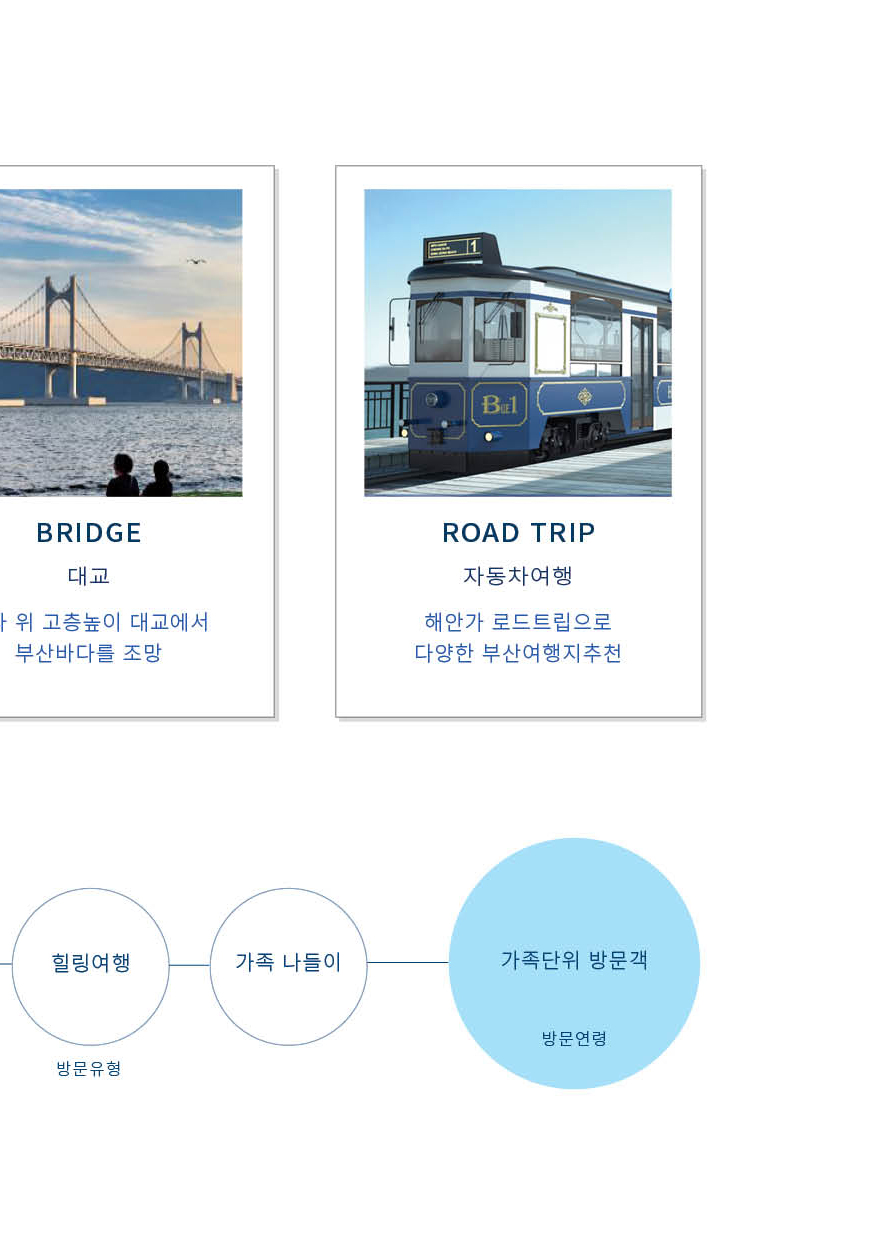 1
B
1
BRIDGE
대교
위 고층높이 대교에서
부산바다를 조망
ROAD TRIP
자동차여행
해안가 로드트립으로
다양한 부산여행지추천
힐링여행
가족 나들이
가족단위 방문객
방문연령
방문유형